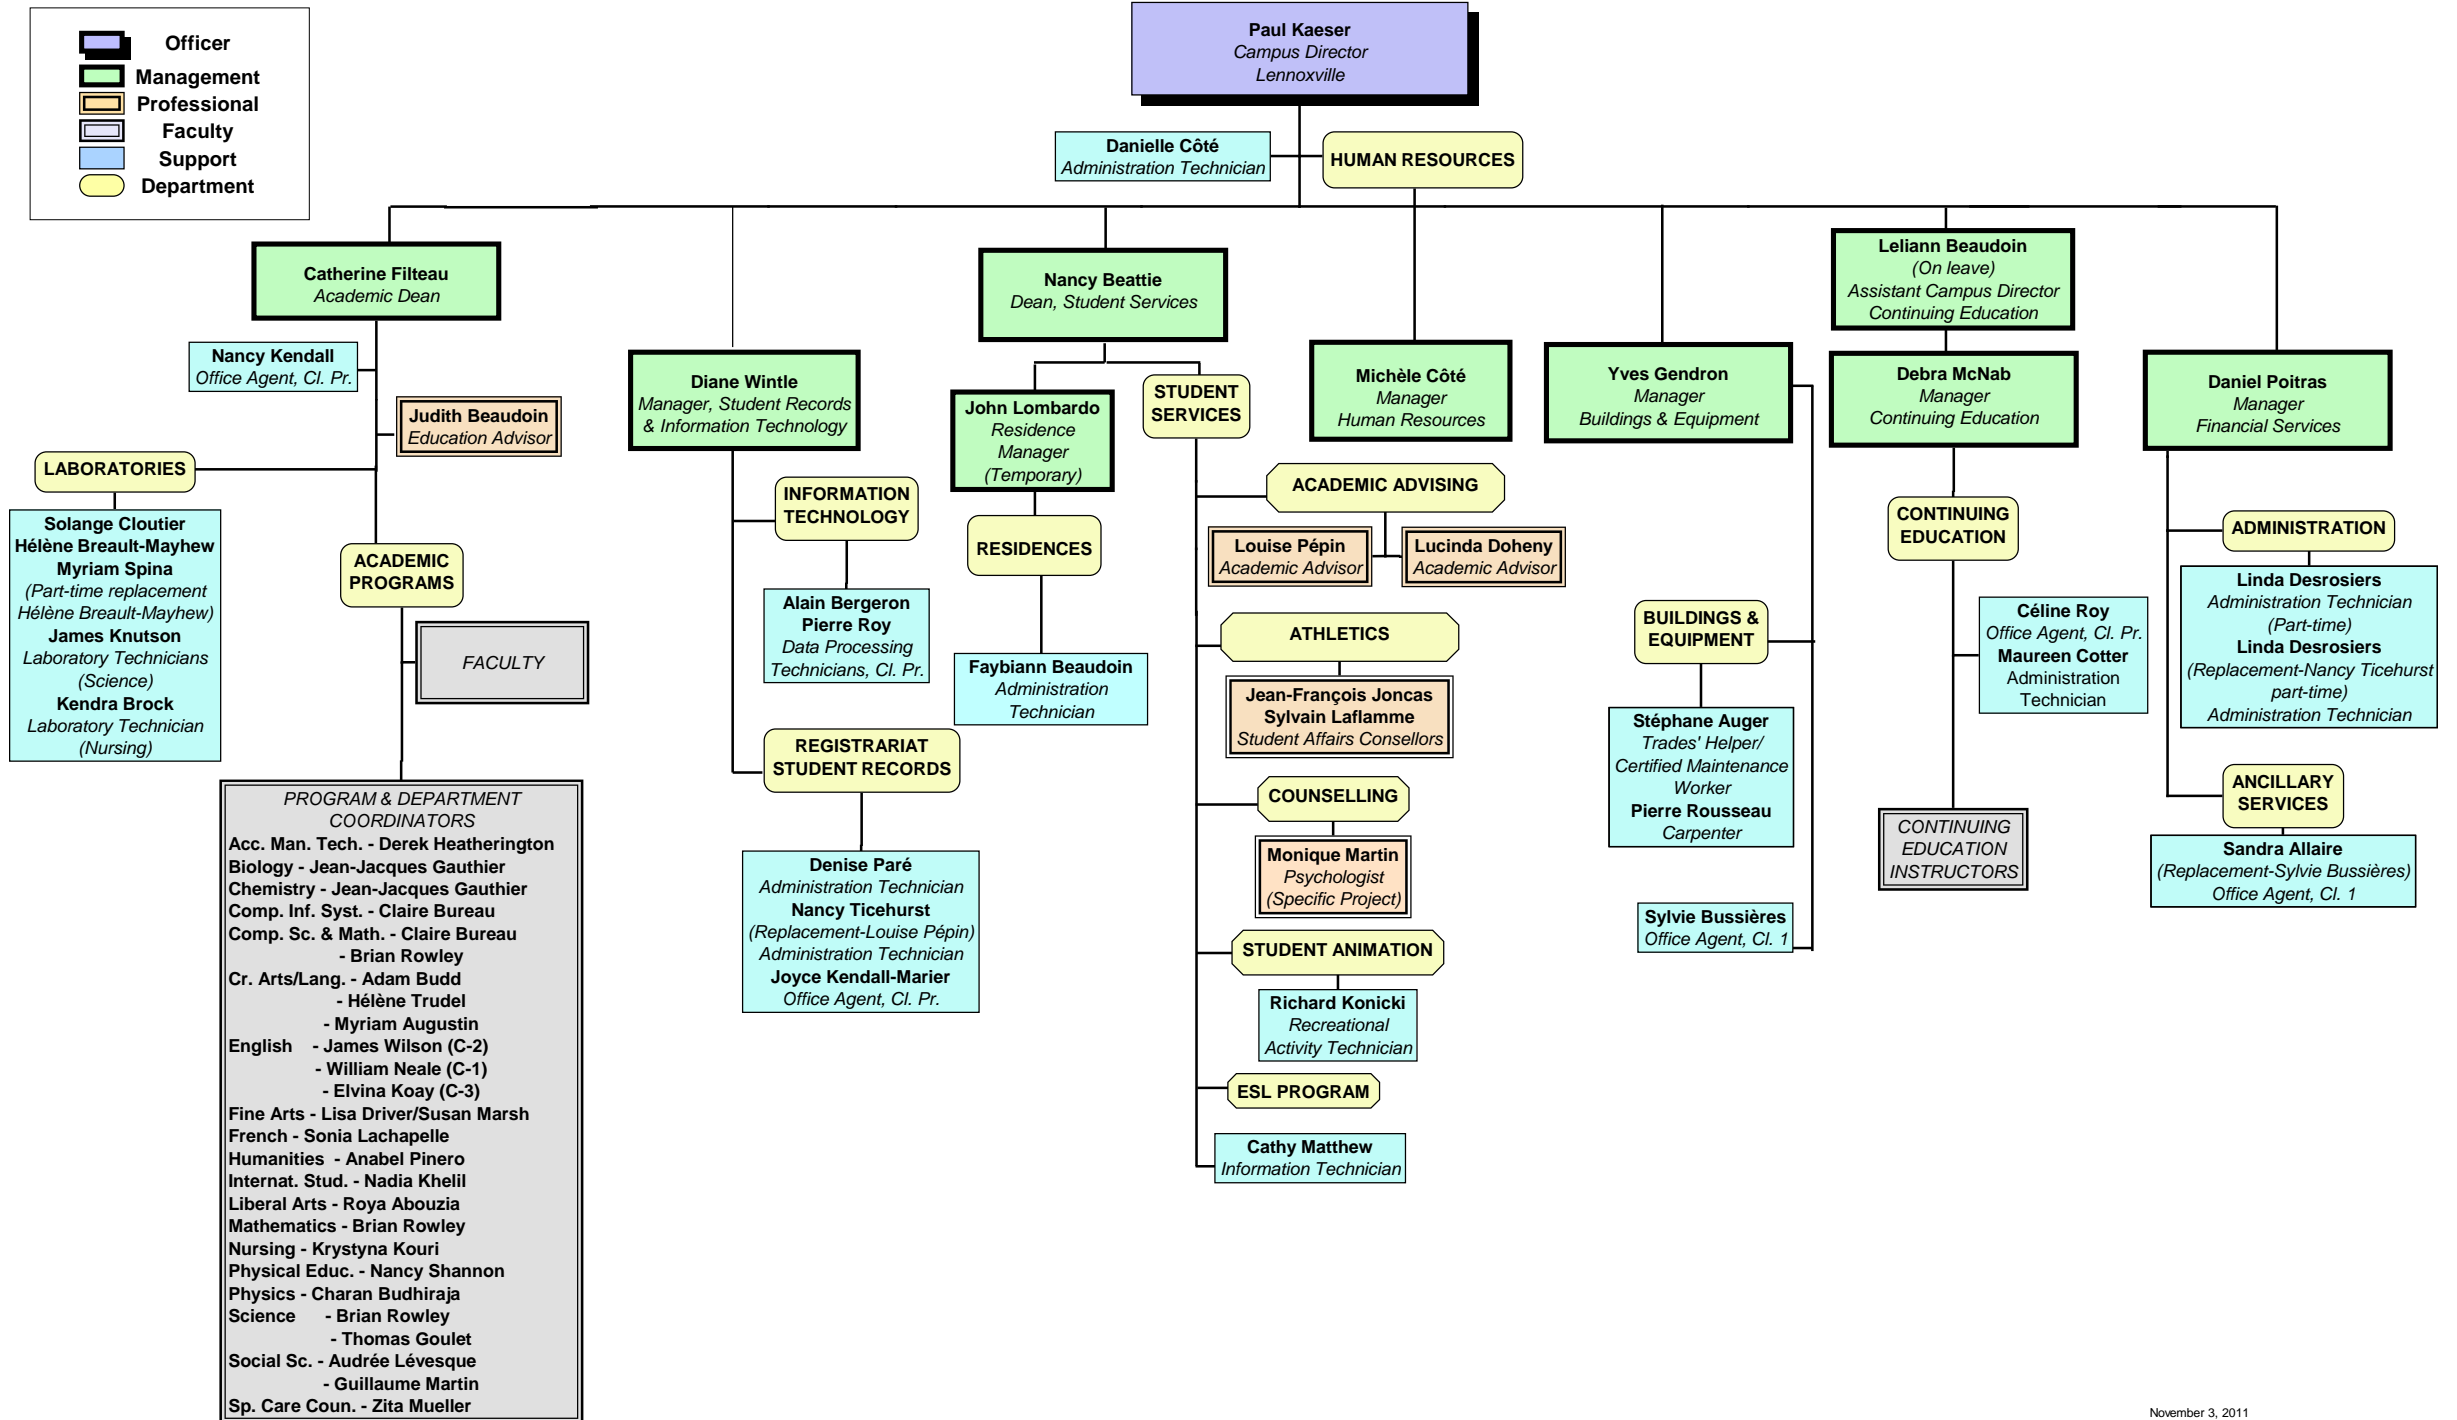 Officer
Management
Professional
Faculty
Support
Department
Paul Kaeser
Campus Director
Lennoxville
Danielle Côté
Administration Technician
HUMAN RESOURCES
Catherine Filteau
Academic Dean
Nancy Kendall
Office Agent, Cl. Pr.
Judith Beaudoin
Education Advisor
LABORATORIES
Solange Cloutier
Hélène Breault-Mayhew
Myriam Spina
(Part-time replacement
Hélène Breault-Mayhew)
James Knutson
Laboratory Technicians
(Science)
Kendra Brock
Laboratory Technician
(Nursing)
ACADEMIC
PROGRAMS
FACULTY
PROGRAM & DEPARTMENT
COORDINATORS
Acc. Man. Tech. - Derek Heatherington
Biology - Jean-Jacques Gauthier
Chemistry - Jean-Jacques Gauthier
Comp. Inf. Syst. - Claire Bureau
Comp. Sc. & Math. - Claire Bureau
- Brian Rowley
Cr. Arts/Lang. - Adam Budd
- Hélène Trudel
- Myriam Augustin
English - James Wilson (C-2)
- William Neale (C-1)
- Elvina Koay (C-3)
Fine Arts - Lisa Driver/Susan Marsh
French - Sonia Lachapelle
Humanities - Anabel Pinero
Internat. Stud. - Nadia Khelil
Liberal Arts - Roya Abouzia
Mathematics - Brian Rowley
Nursing - Krystyna Kouri
Physical Educ. - Nancy Shannon
Physics - Charan Budhiraja
Science - Brian Rowley
- Thomas Goulet
Social Sc. - Audrée Lévesque
- Guillaume Martin
Sp. Care Coun. - Zita Mueller
Diane Wintle
Manager, Student Records
& Information Technology
INFORMATION
TECHNOLOGY
Alain Bergeron
Pierre Roy
Data Processing
Technicians, Cl. Pr.
REGISTRARIAT
STUDENT RECORDS
Denise Paré
Administration Technician
Nancy Ticehurst
(Replacement-Louise Pépin)
Administration Technician
Joyce Kendall-Marier
Office Agent, Cl. Pr.
Nancy Beattie
Dean, Student Services
John Lombardo
Residence
Manager
(Temporary)
RESIDENCES
Faybiann Beaudoin
Administration
Technician
STUDENT
SERVICES
ACADEMIC ADVISING
Louise Pépin
Academic Advisor
Lucinda Doheny
Academic Advisor
ATHLETICS
Jean-François Joncas
Sylvain Laflamme
Student Affairs Consellors
COUNSELLING
Monique Martin
Psychologist
(Specific Project)
STUDENT ANIMATION
Richard Konicki
Recreational
Activity Technician
ESL PROGRAM
Cathy Matthew
Information Technician
Michèle Côté
Manager
Human Resources
Yves Gendron
Manager
Buildings & Equipment
BUILDINGS &
EQUIPMENT
Stéphane Auger
Trades' Helper/
Certified Maintenance
Worker
Pierre Rousseau
Carpenter
Sylvie Bussières
Office Agent, Cl. 1
Leliann Beaudoin
(On leave)
Assistant Campus Director
Continuing Education
Debra McNab
Manager
Continuing Education
CONTINUING
EDUCATION
Céline Roy
Office Agent, Cl. Pr.
Maureen Cotter
Administration
Technician
CONTINUING
EDUCATION
INSTRUCTORS
Daniel Poitras
Manager
Financial Services
ADMINISTRATION
Linda Desrosiers
Administration Technician
(Part-time)
Linda Desrosiers
(Replacement-Nancy Ticehurst
part-time)
Administration Technician
ANCILLARY
SERVICES
Sandra Allaire
(Replacement-Sylvie Bussières)
Office Agent, Cl. 1
November 3, 2011